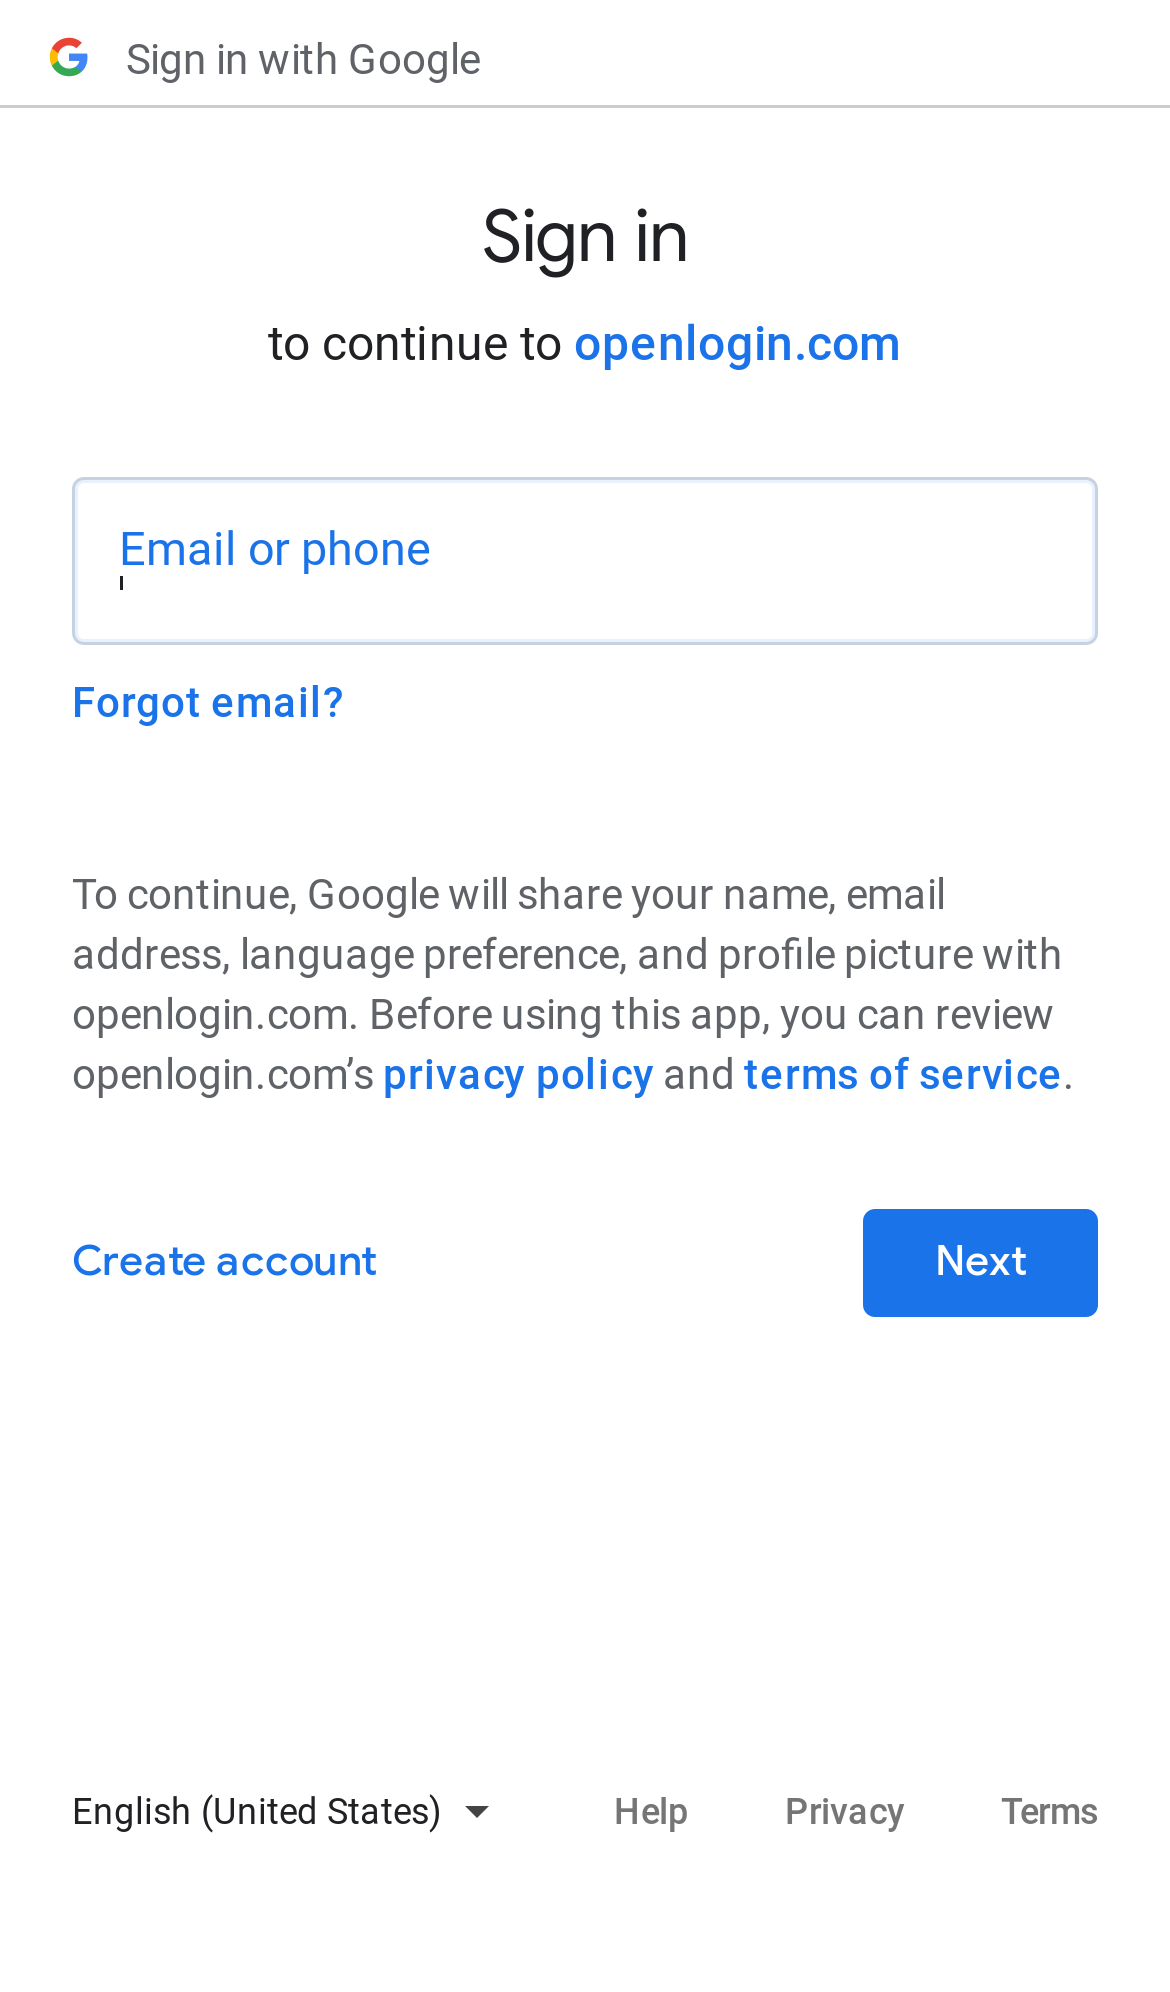 Sign in with Google
Sign in
to continue to openlogin.com
Email or phone
Forgot email?
To continue, Google will share your name, email
address, language preference, and profile picture with
openlogin.com. Before using this app, you can review
openlogin.com’s privacy policy and terms of service.
Create account
Next
English (United States)
Help
Privacy
Terms